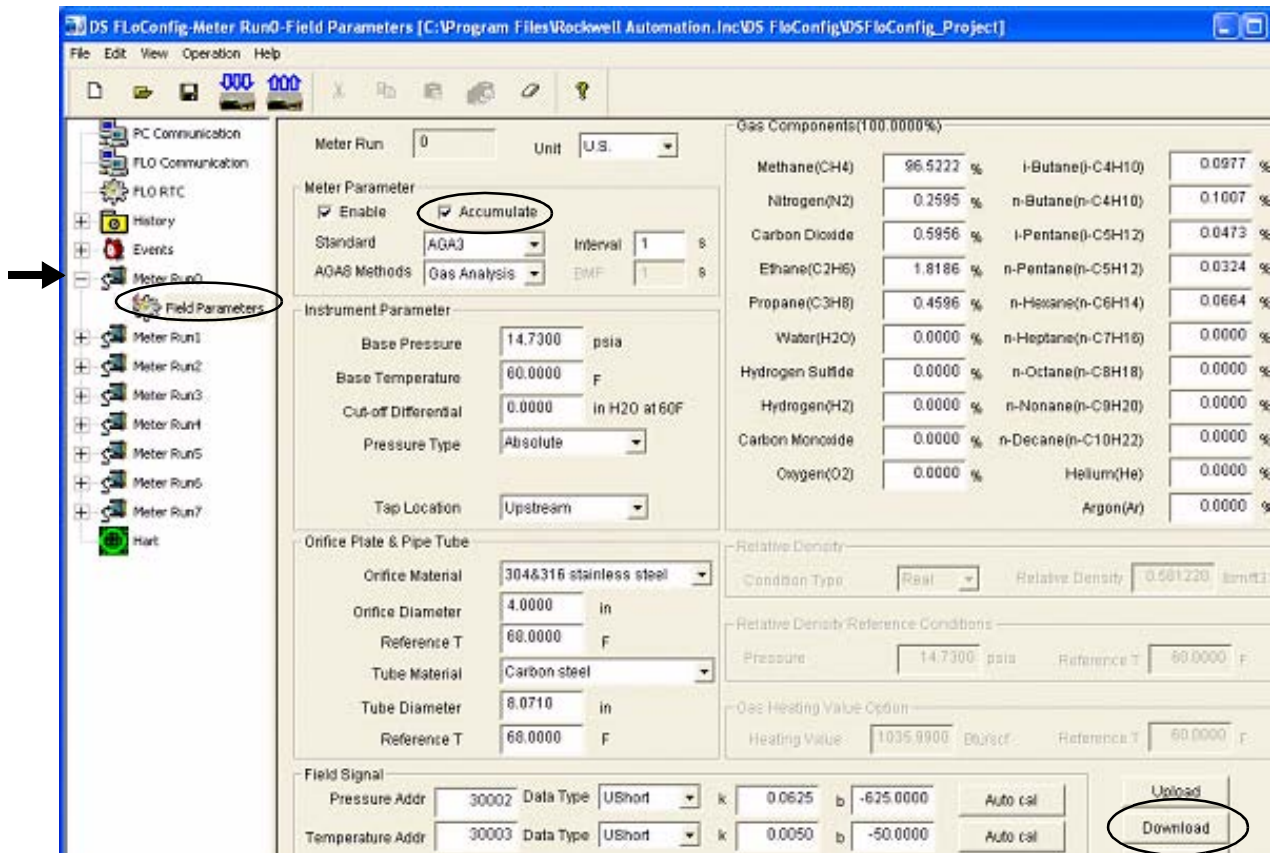 DS FLoConfig-Meter Run0-Field Parameters [C:\Program Files\Rockwell Automation.Inc\DS FloConfig\DSFloConfig_Project]
File Edit View Operation Help
PC Communication
FLO Communication
FLO RTC
History
Events
Meter Run0
Field Parameters
Meter Run1
Meter Run2
Meter Run3
Meter Run4
Meter Run5
Meter Run6
Meter Run7
Hart
Meter Run 0 Unit U.S.
Meter Parameter
Enable Accumulate
Standard AGA3 Interval 1 s
AGA8 Methods Gas Analysis BMF 1 s
Instrument Parameter
Base Pressure 14.7300 psia
Base Temperature 60.0000 F
Cut-off Differential 0.0000 in H2O at 60F
Pressure Type Absolute
Tap Location Upstream
Orifice Plate & Pipe Tube
Orifice Material 304&316 stainless steel
Orifice Diameter 4.0000 in
Reference T 68.0000 F
Tube Material Carbon steel
Tube Diameter 8.0710 in
Reference T 68.0000 F
Gas Components(100.0000%)
Methane(CH4) 96.5222 % i-Butane(i-C4H10) 0.0977 %
Nitrogen(N2) 0.2595 % n-Butane(n-C4H10) 0.1007 %
Carbon Dioxide 0.5956 % i-Pentane(i-C5H12) 0.0473 %
Ethane(C2H6) 1.8186 % n-Pentane(n-C5H12) 0.0324 %
Propane(C3H8) 0.4596 % n-Hexane(n-C6H14) 0.0664 %
Water(H2O) 0.0000 % n-Heptane(n-C7H16) 0.0000 %
Hydrogen Sulfide 0.0000 % n-Octane(n-C8H18) 0.0000 %
Hydrogen(H2) 0.0000 % n-Nonane(n-C9H20) 0.0000 %
Carbon Monoxide 0.0000 % n-Decane(n-C10H22) 0.0000 %
Oxygen(O2) 0.0000 % Helium(He) 0.0000 %
Argon(Ar) 0.0000 %
Relative Density
Condition Type Real Relative Density 0.581220 lbm/ft3
Relative Density Reference Conditions
Pressure 14.7300 psia Reference T 60.0000 F
Gas Heating Value Option
Heating Value 1035.9900 Btu/scf Reference T 60.0000 F
Field Signal
Pressure Addr 30002 Data Type UShort k 0.0625 b -625.0000 Auto cal
Temperature Addr 30003 Data Type UShort k 0.0050 b -50.0000 Auto cal
Upload
Download